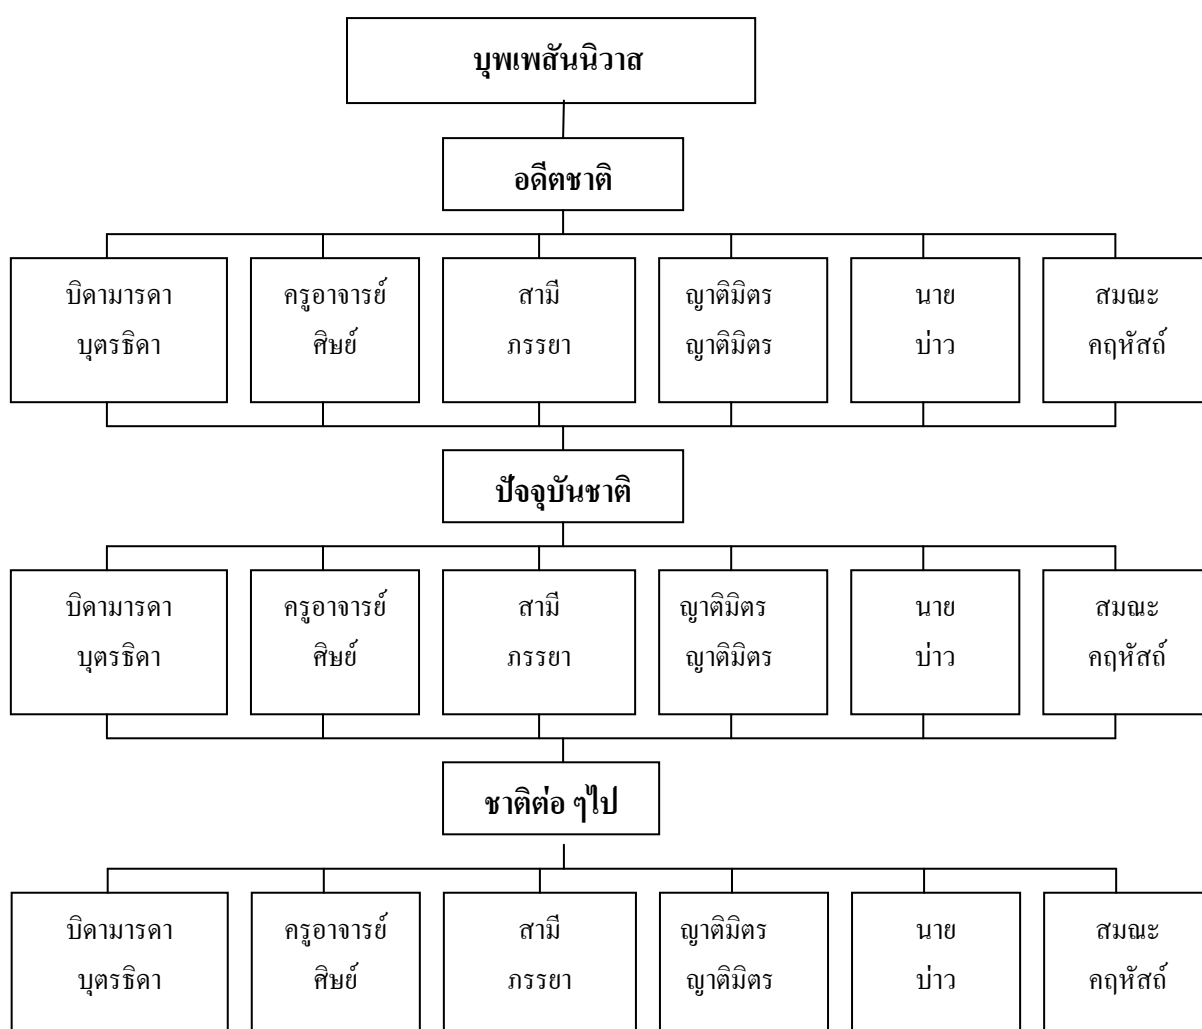 บุพเพสันนิวาส
อดีตชาติ
บิดามารดา
บุตรธิดา
ครูอาจารย์
ศิษย์
สามี
ภรรยา
ญาติมิตร
ญาติมิตร
นาย
บ่าว
สมณะ
คฤหัสถ์
ปัจจุบันชาติ
บิดามารดา
บุตรธิดา
ครูอาจารย์
ศิษย์
สามี
ภรรยา
ญาติมิตร
ญาติมิตร
นาย
บ่าว
สมณะ
คฤหัสถ์
ชาติต่อ ๆไป
บิดามารดา
บุตรธิดา
ครูอาจารย์
ศิษย์
สามี
ภรรยา
ญาติมิตร
ญาติมิตร
นาย
บ่าว
สมณะ
คฤหัสถ์